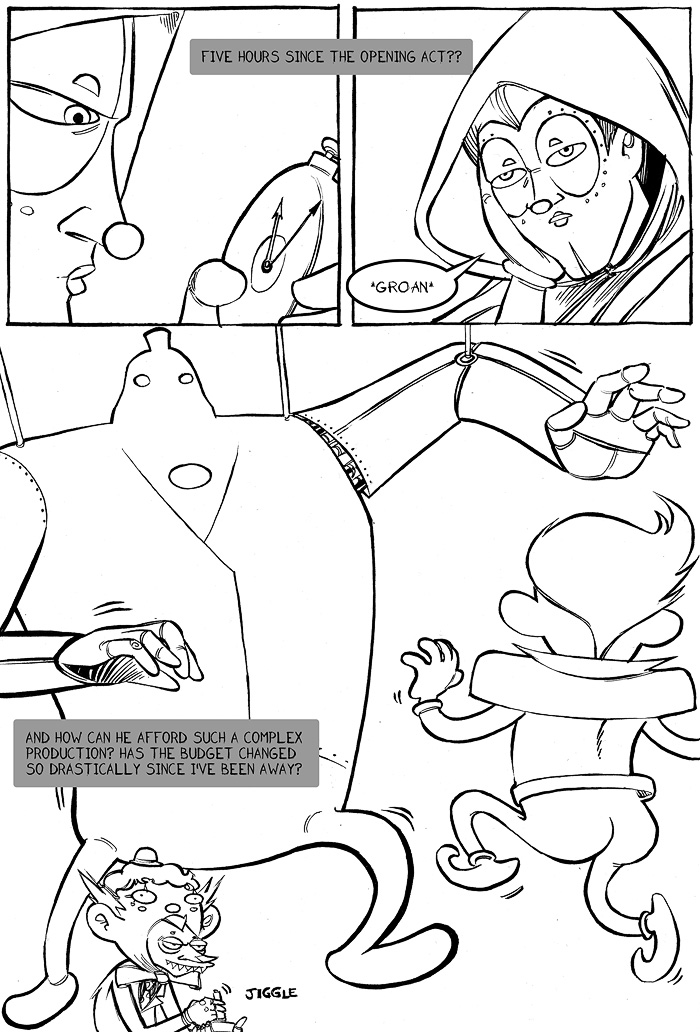 FIVE HOURS SINCE THE OPENING ACT??
*GROAN*
AND HOW CAN HE AFFORD SUCH A COMPLEX
PRODUCTION? HAS THE BUDGET CHANGED
SO DRASTICALLY SINCE I'VE BEEN AWAY?
JIGGLE